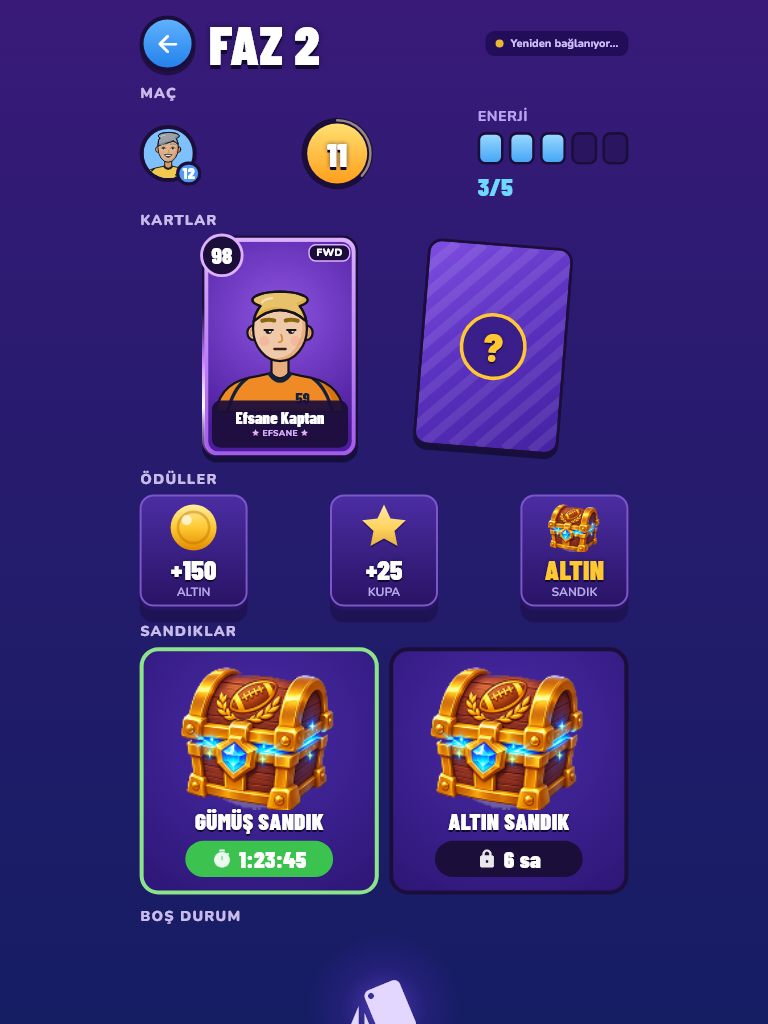 FAZ 2
Yeniden bağlanıyor...
MAÇ
12
11
ENERJİ
3/5
KARTLAR
98
FWD
59
Efsane Kaptan
★ EFSANE ★
?
ÖDÜLLER
+150
ALTIN
+25
KUPA
ALTIN
SANDIK
SANDIKLAR
GÜMÜŞ SANDIK
1:23:45
ALTIN SANDIK
6 sa
BOŞ DURUM